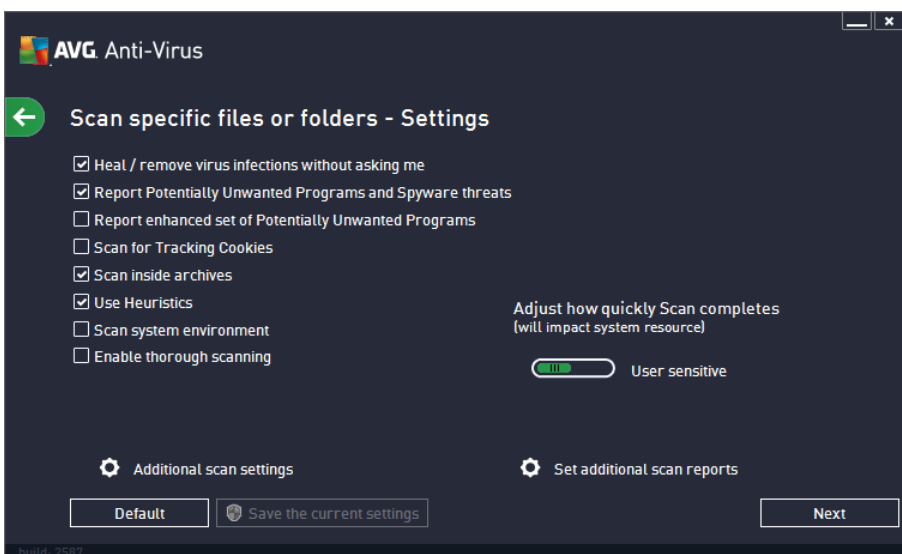 AVG Anti-Virus
Scan specific files or folders - Settings
Heal / remove virus infections without asking me
Report Potentially Unwanted Programs and Spyware threats
Report enhanced set of Potentially Unwanted Programs
Scan for Tracking Cookies
Scan inside archives
Use Heuristics
Scan system environment
Enable thorough scanning
Adjust how quickly Scan completes
(will impact system resource)
User sensitive
Additional scan settings
Set additional scan reports
Default
Save the current settings
Next
build: 2587